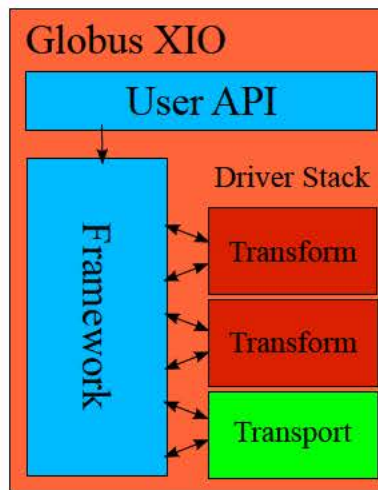 Globus XIO
User API
Driver Stack
Framework
Transform
Transform
Transport